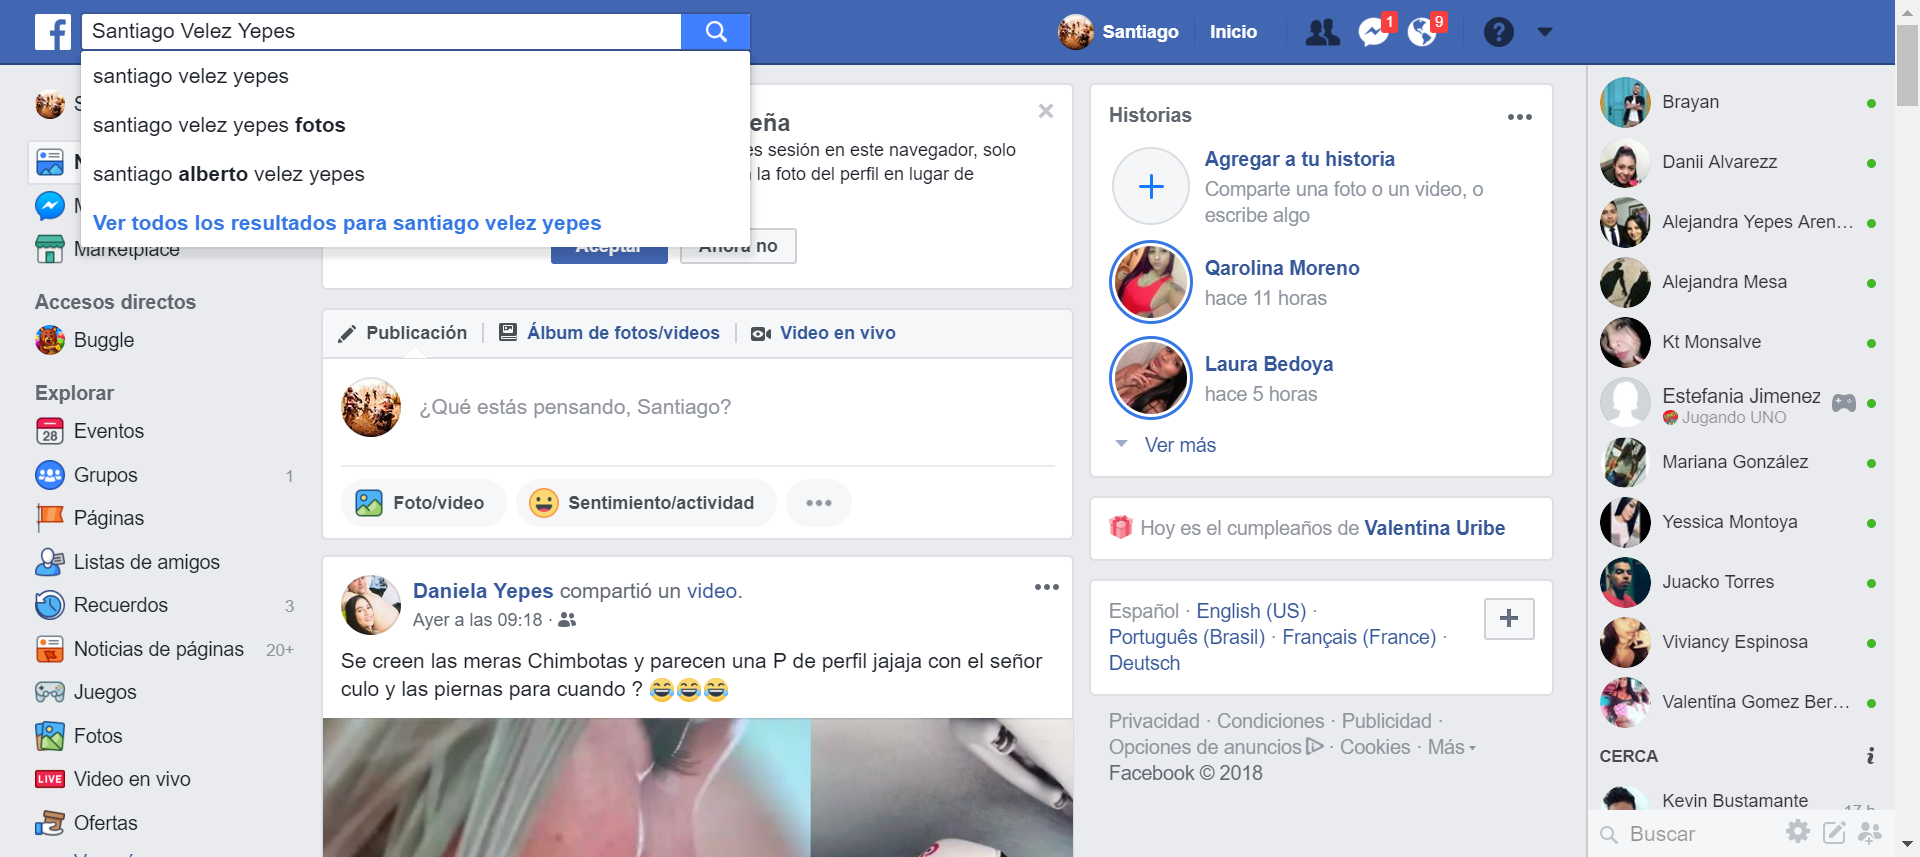 Santiago Velez Yepes
Santiago
Inicio
1
9
santiago velez yepes
santiago velez yepes fotos
santiago alberto velez yepes
Ver todos los resultados para santiago velez yepes
Marketplace
Accesos directos
Buggle
Explorar
28
Eventos
Grupos 1
Páginas
Listas de amigos
Recuerdos 3
Noticias de páginas 20+
Juegos
Fotos
LIVE Video en vivo
Ofertas
eña
es sesión en este navegador, solo
la foto del perfil en lugar de
Aceptar
Ahora no
Publicación
Álbum de fotos/videos
Video en vivo
¿Qué estás pensando, Santiago?
Foto/video
Sentimiento/actividad
Daniela Yepes compartió un video.
Ayer a las 09:18 ·
Se creen las meras Chimbotas y parecen una P de perfil jajaja con el señor
culo y las piernas para cuando ? 😂😂😂
Historias
Agregar a tu historia
Comparte una foto o un video, o
escribe algo
Qarolina Moreno
hace 11 horas
Laura Bedoya
hace 5 horas
Ver más
Hoy es el cumpleaños de Valentina Uribe
Español · English (US) ·
Português (Brasil) · Français (France) ·
Deutsch
Privacidad · Condiciones · Publicidad ·
Opciones de anuncios · Cookies · Más
Facebook © 2018
Brayan
Danii Alvarezz
Alejandra Yepes Aren...
Alejandra Mesa
Kt Monsalve
Estefania Jimenez
Jugando UNO
Mariana González
Yessica Montoya
Juacko Torres
Viviancy Espinosa
Valentĭna Gomez Ber...
CERCA
Kevin Bustamante
17 h
Buscar